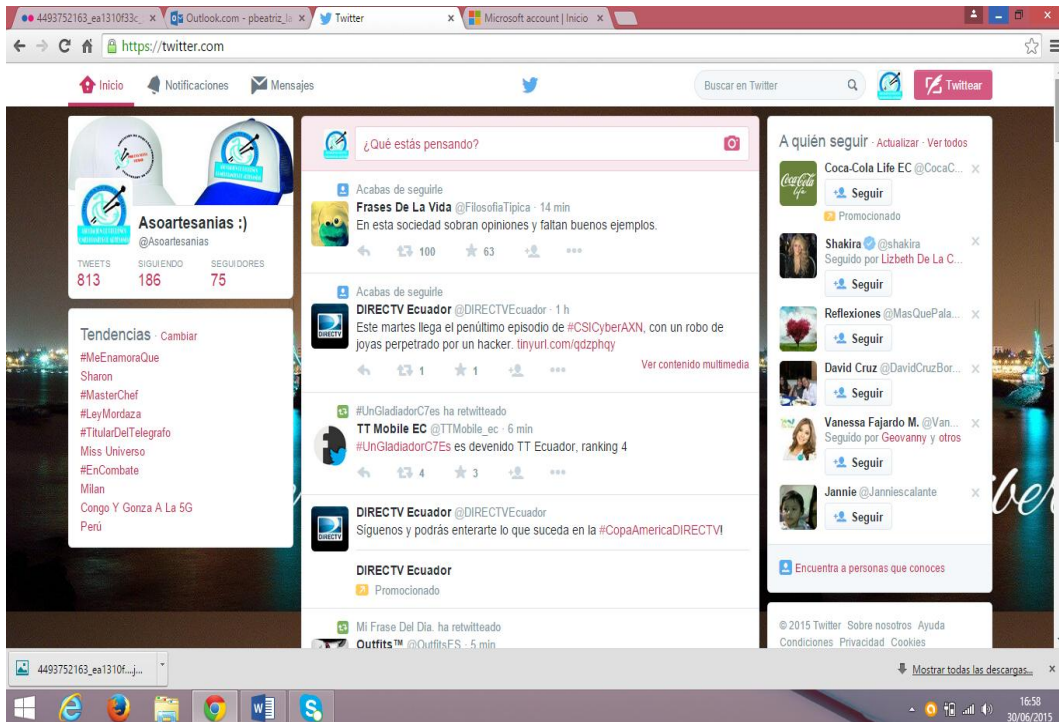 4493752163_ea1310f33c_
Outlook.com - pbeatriz_la
Twitter
Microsoft account | Inicio
https://twitter.com
Inicio
Notificaciones
Mensajes
Buscar en Twitter
Twittear
Asoartesanias :)
@Asoartesanias
TWEETS SIGUIENDO SEGUIDORES
813 186 75
Tendencias · Cambiar
#MeEnamoraQue
Sharon
#MasterChef
#LeyMordaza
#TitularDelTelegrafo
Miss Universo
#EnCombate
Milan
Congo Y Gonza A La 5G
Perú
¿Qué estás pensando?
Acabas de seguirle
Frases De La Vida @FilosofiaTipica · 14 min
En esta sociedad sobran opiniones y faltan buenos ejemplos.
100 63
Acabas de seguirle
DIRECTV Ecuador @DIRECTVEcuador · 1 h
Este martes llega el penúltimo episodio de #CSICyberAXN, con un robo de
joyas perpetrado por un hacker. tinyurl.com/qdzphqy
1 1
Ver contenido multimedia
DIRECTV
#UnGladiadorC7es ha retwitteado
TT Mobile EC @TTMobile_ec · 6 min
#UnGladiadorC7Es es devenido TT Ecuador, ranking 4
4 3
DIRECTV Ecuador @DIRECTVEcuador
Síguenos y podrás enterarte lo que suceda en la #CopaAmericaDIRECTV!
DIRECTV
DIRECTV Ecuador
Promocionado
Mi Frase Del Día. ha retwitteado
Outfits™ @OutfitsES · 5 min
A quién seguir · Actualizar · Ver todos
Coca-Cola Life EC @CocaC...
Coca-Cola life
Seguir
Promocionado
Shakira @shakira
Seguido por Lizbeth De La C...
Seguir
Reflexiones @MasQuePala...
Seguir
David Cruz @DavidCruzBor...
Seguir
Vanessa Fajardo M. @Van...
Seguido por Geovanny y otros
Seguir
Jannie @Janniescalante
Seguir
Encuentra a personas que conoces
© 2015 Twitter Sobre nosotros Ayuda
Condiciones Privacidad Cookies
4493752163_ea1310f....j...
Mostrar todas las descargas...
16:58
30/06/2015